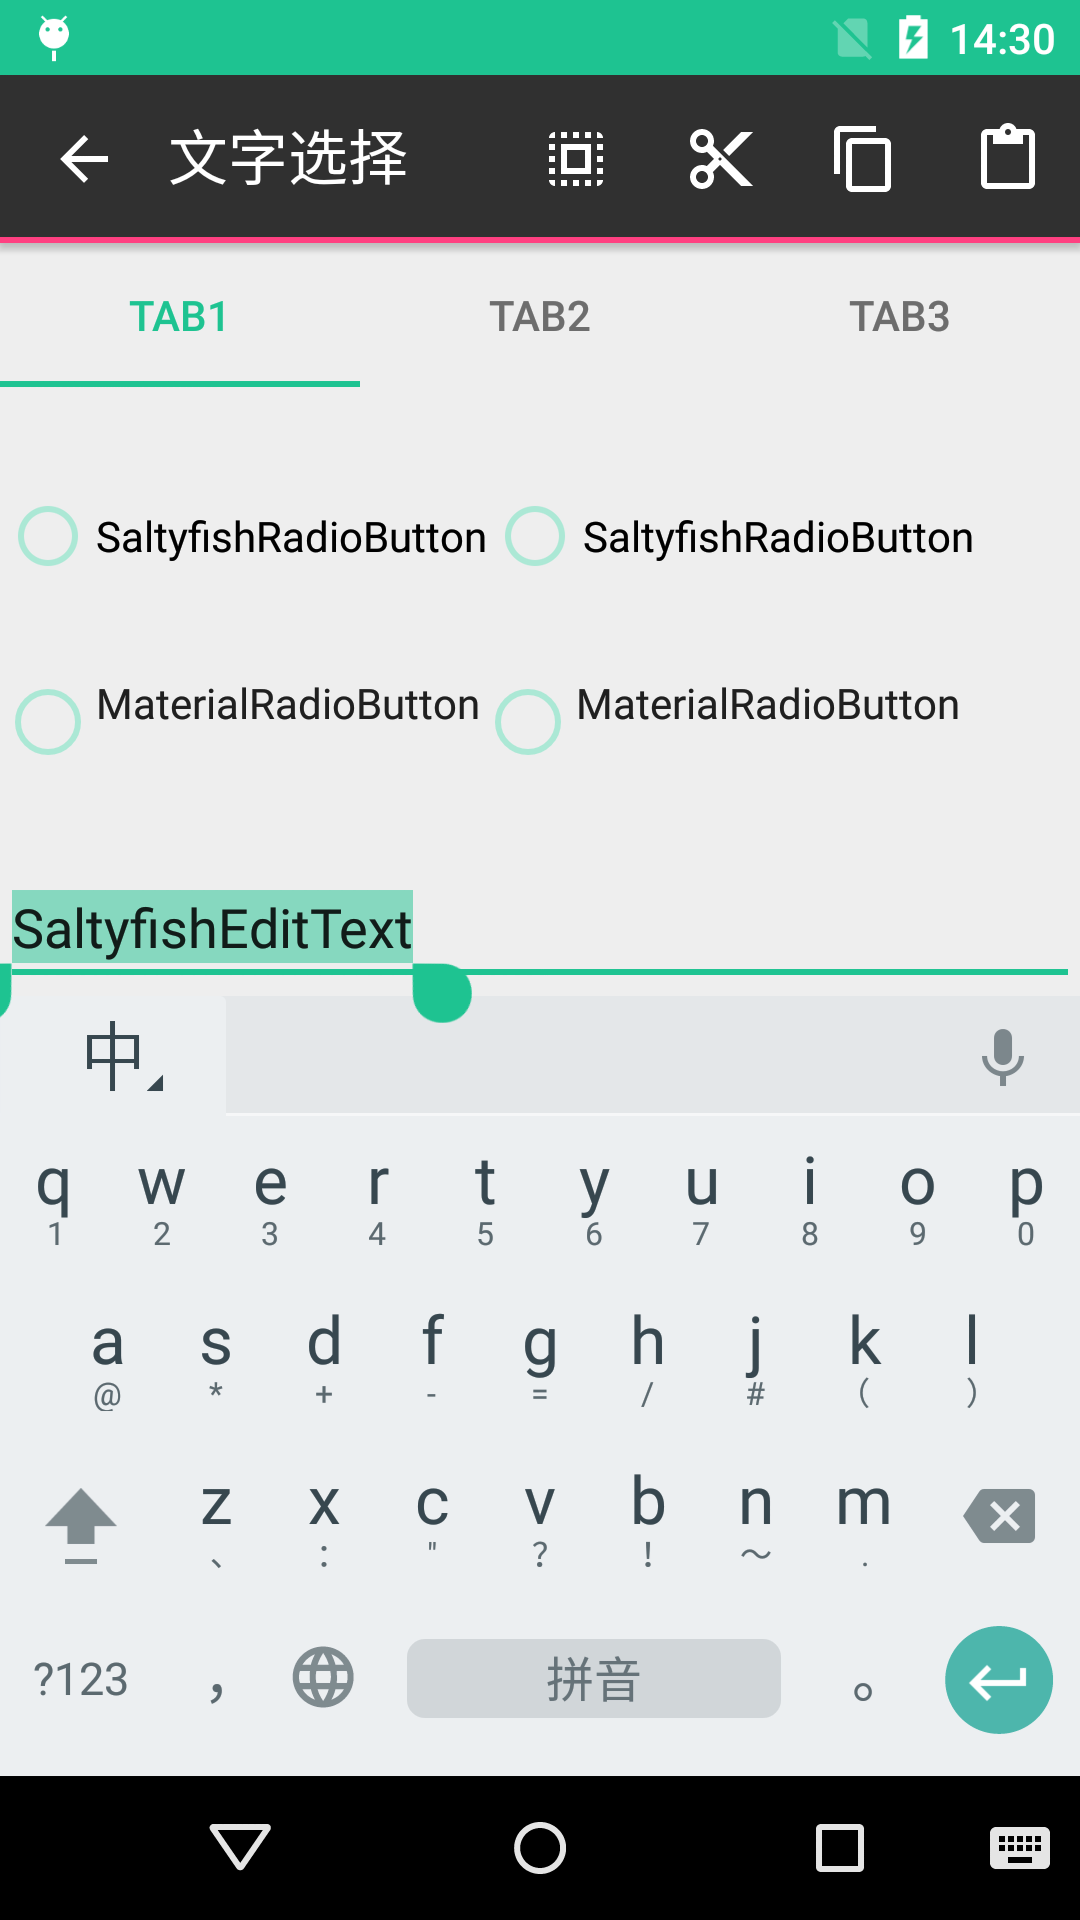 14:30
文字选择
TAB1 TAB2 TAB3
SaltyfishRadioButton SaltyfishRadioButton
MaterialRadioButton MaterialRadioButton
SaltyfishEditText
中
q w e r t y u i o p
1 2 3 4 5 6 7 8 9 0
a s d f g h j k l
@ * + - = / # ( )
z x c v b n m
、 : " ? ! ～ .
?123 ， 拼音 。